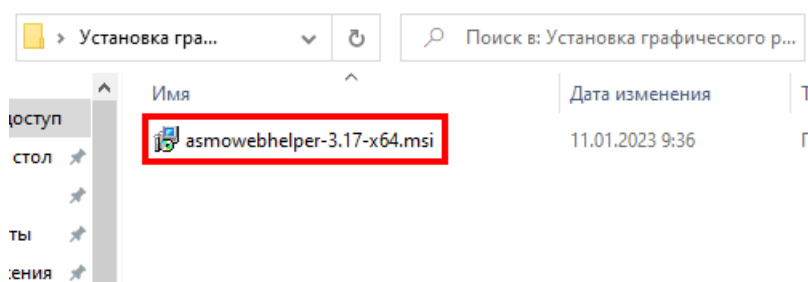 Установка гра...
Поиск в: Установка графического р...
Имя
Дата изменения
доступ
стол
asmowebhelper-3.17-x64.msi
11.01.2023 9:36
ты
жения